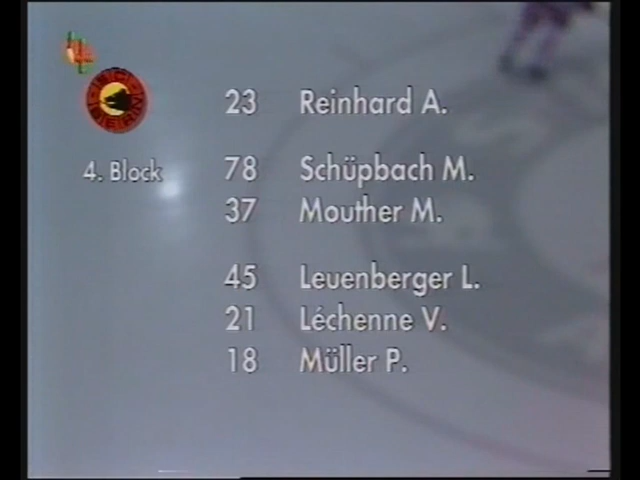 23 Reinhard A.
4. Block 78 Schüpbach M.
37 Mouther M.
45 Leuenberger L.
21 Léchenne V.
18 Müller P.